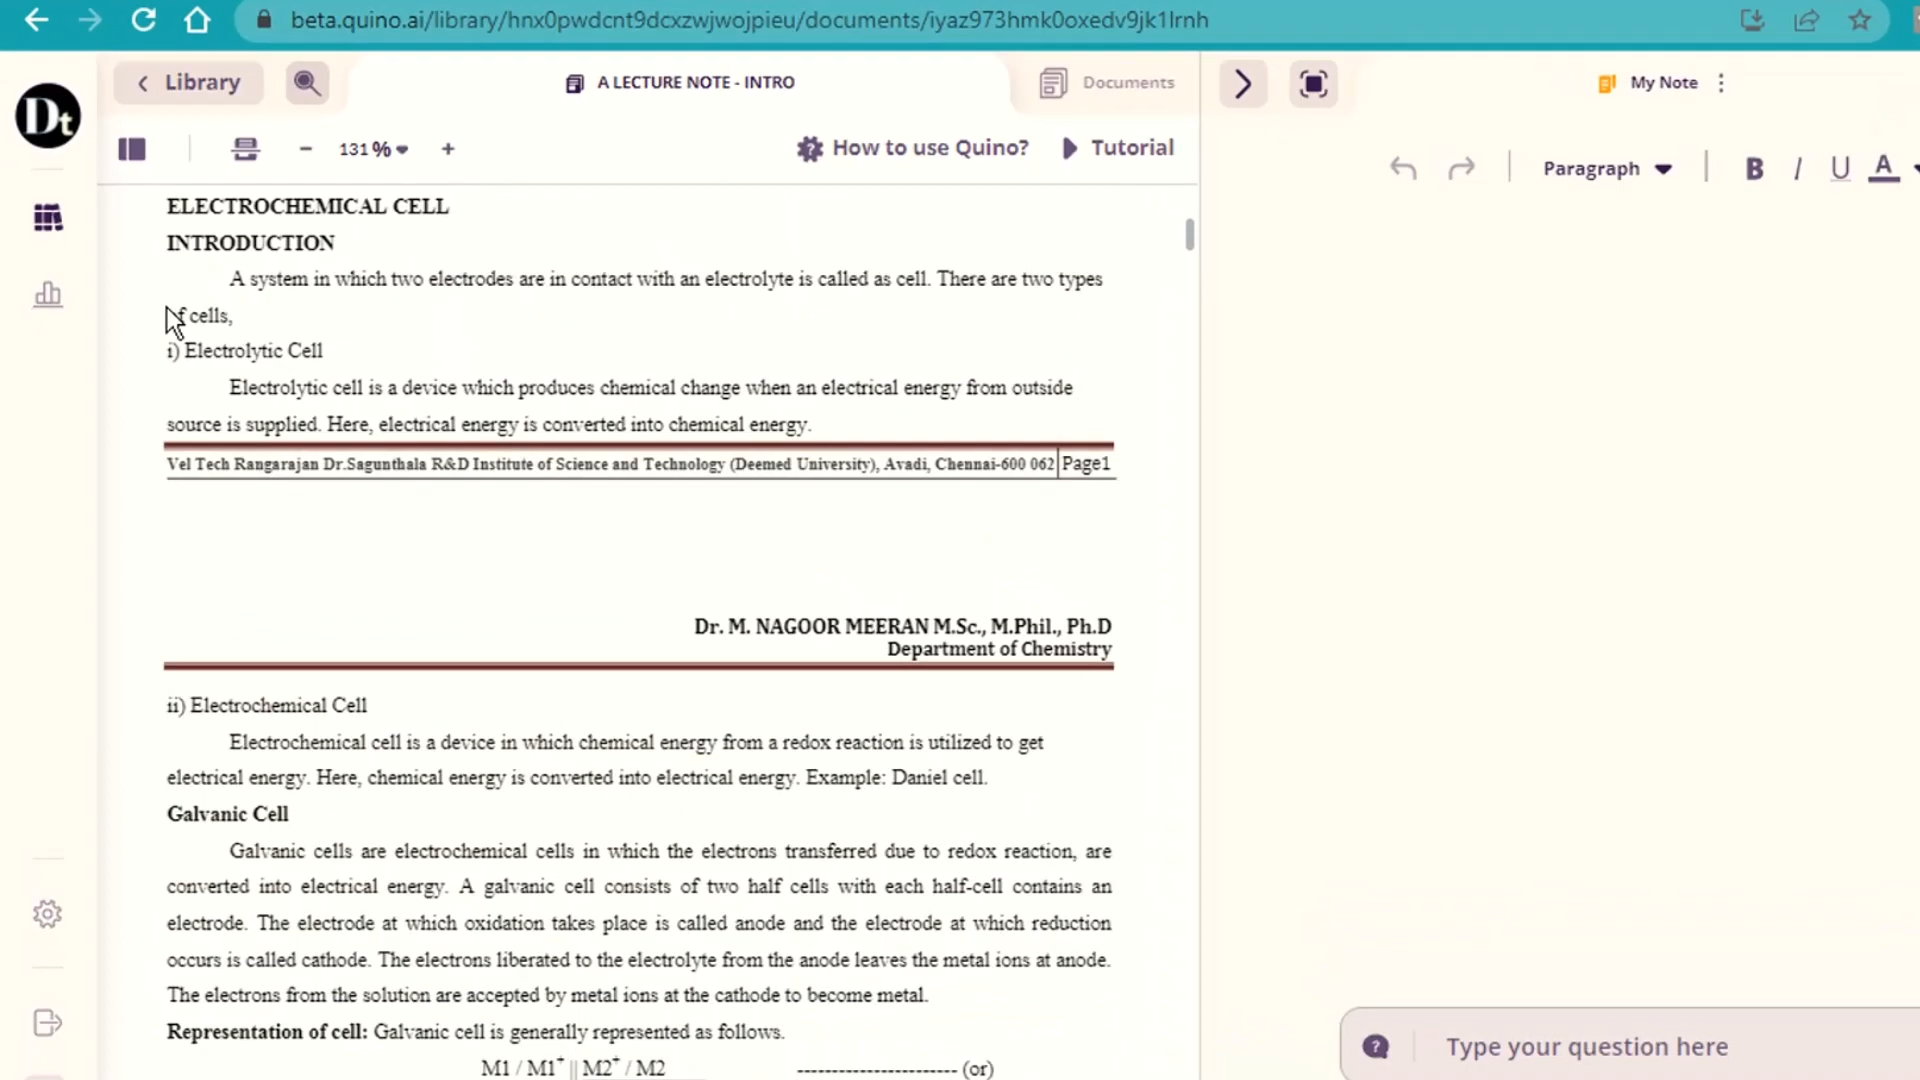 beta.quino.ai/library/hnx0pwdcnt9dcxzwjwojpieu/documents/iyaz973hmk0oxedv9jk1lrnh
Dt
Library
A LECTURE NOTE - INTRO
Documents
My Note
131 %
How to use Quino?
Tutorial
Paragraph
B I U A
ELECTROCHEMICAL CELL
INTRODUCTION
A system in which two electrodes are in contact with an electrolyte is called as cell. There are two types
of cells,
i) Electrolytic Cell
Electrolytic cell is a device which produces chemical change when an electrical energy from outside
source is supplied. Here, electrical energy is converted into chemical energy.
Vel Tech Rangarajan Dr.Sagunthala R&D Institute of Science and Technology (Deemed University), Avadi, Chennai-600 062 Page1
Dr. M. NAGOOR MEERAN M.Sc., M.Phil., Ph.D
Department of Chemistry
ii) Electrochemical Cell
Electrochemical cell is a device in which chemical energy from a redox reaction is utilized to get
electrical energy. Here, chemical energy is converted into electrical energy. Example: Daniel cell.
Galvanic Cell
Galvanic cells are electrochemical cells in which the electrons transferred due to redox reaction, are
converted into electrical energy. A galvanic cell consists of two half cells with each half-cell contains an
electrode. The electrode at which oxidation takes place is called anode and the electrode at which reduction
occurs is called cathode. The electrons liberated to the electrolyte from the anode leaves the metal ions at anode.
The electrons from the solution are accepted by metal ions at the cathode to become metal.
Representation of cell: Galvanic cell is generally represented as follows.
M1 / M1⁺ || M2⁺ / M2 ----------------------- (or)
Type your question here